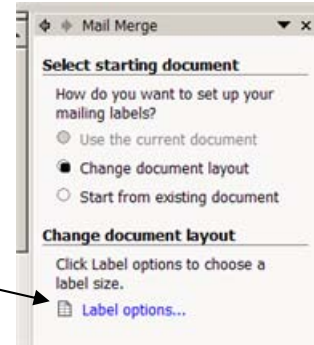 Mail Merge
Select starting document
How do you want to set up your
mailing labels?
Use the current document
Change document layout
Start from existing document
Change document layout
Click Label options to choose a
label size.
Label options...